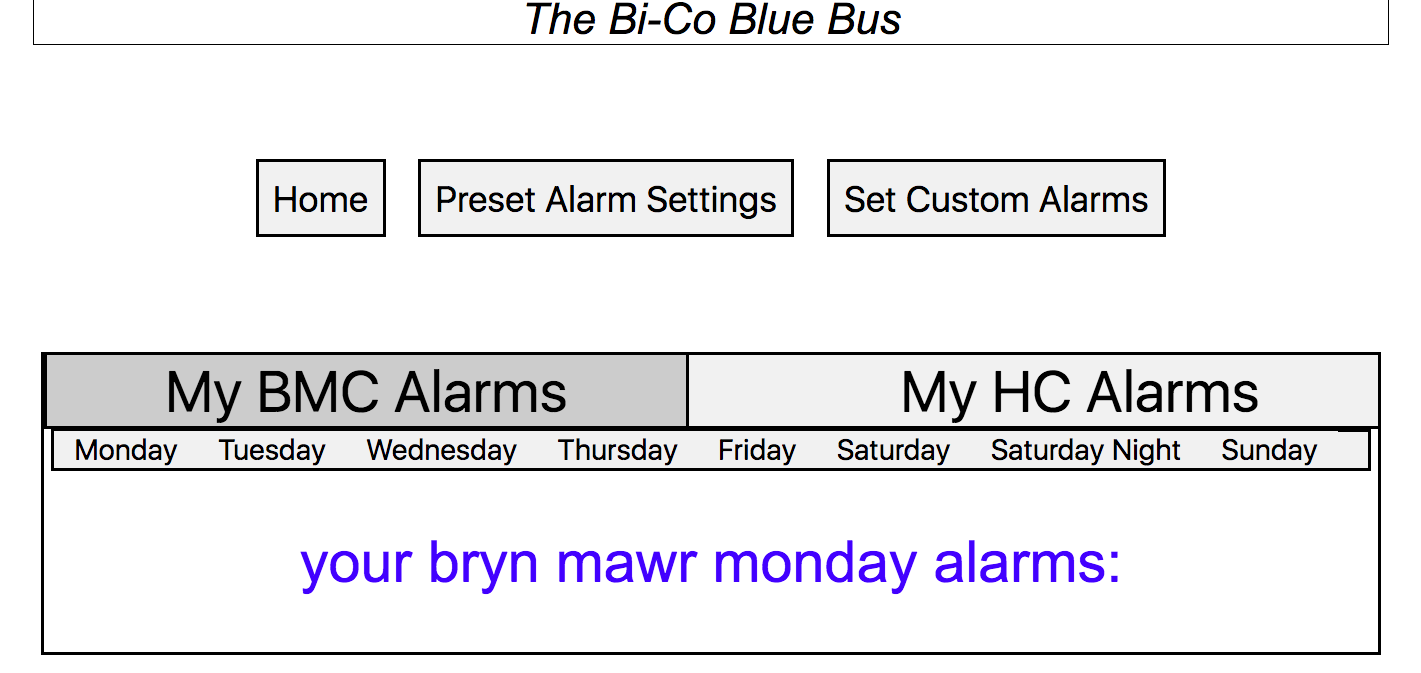 The Bi-Co Blue Bus
Home Preset Alarm Settings Set Custom Alarms
My BMC Alarms My HC Alarms
Monday Tuesday Wednesday Thursday Friday Saturday Saturday Night Sunday
your bryn mawr monday alarms: